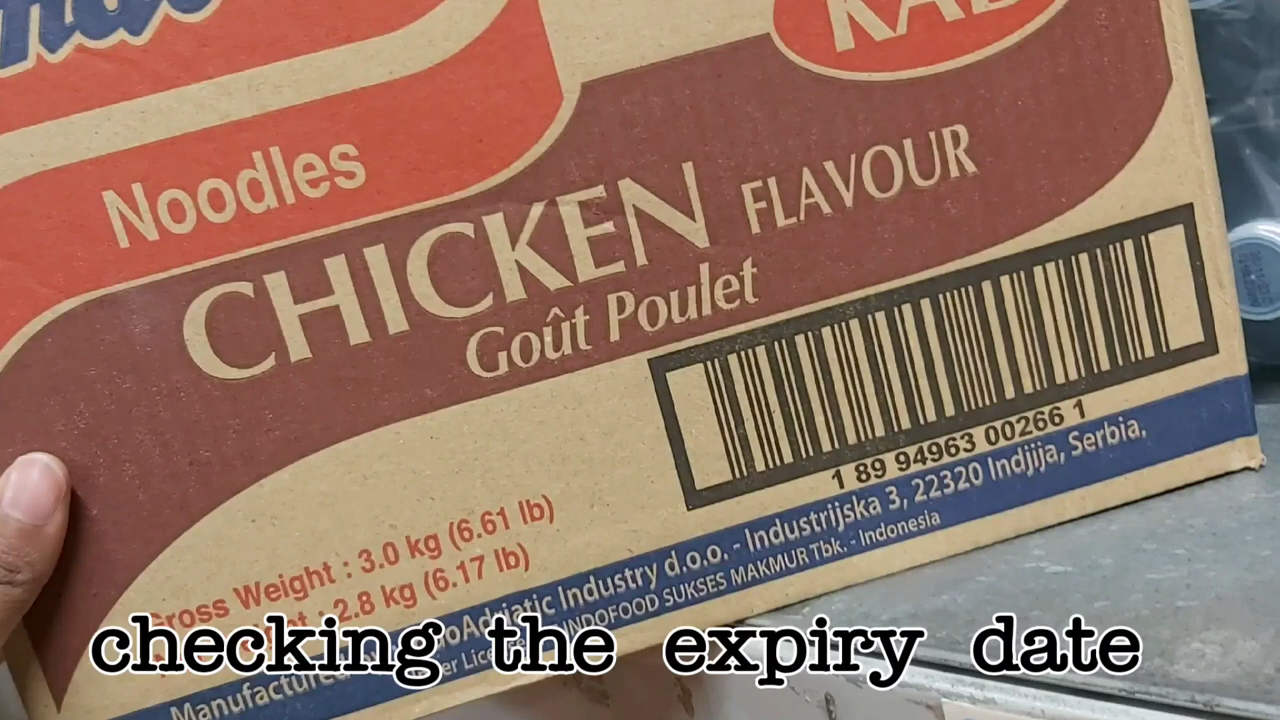 Noodles
CHICKEN FLAVOUR
Goût Poulet
1 89 94963 00266 1
Gross Weight : 3.0 kg (6.61 lb)
: 2.8 kg (6.17 lb)
Adriatic Industry d.o.o. - Industrijska 3, 22320 Indjija, Serbia,
INDOFOOD SUKSES MAKMUR Tbk. - Indonesia
checking the expiry date